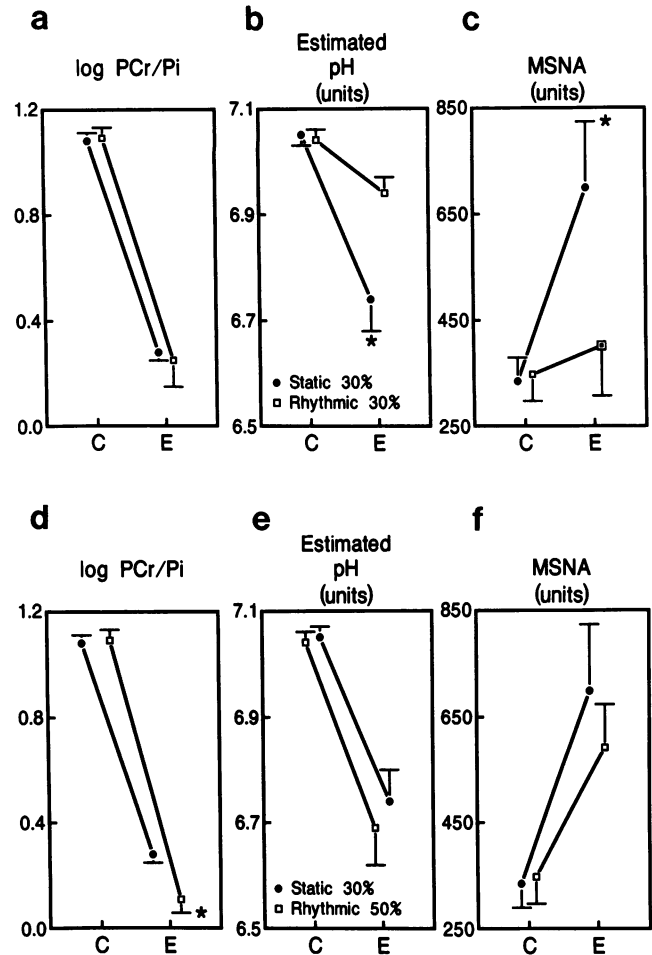 a
log PCr/Pi
1.2
0.8
0.4
0.0
C
E
b
Estimated
pH
(units)
7.1
6.9
6.7
6.5
*
Static 30%
Rhythmic 30%
C
E
c
MSNA
(units)
850
650
450
250
*
C
E
d
log PCr/Pi
1.2
0.8
0.4
0.0
*
C
E
e
Estimated
pH
(units)
7.1
6.9
6.7
6.5
Static 30%
Rhythmic 50%
C
E
f
MSNA
(units)
850
650
450
250
C
E